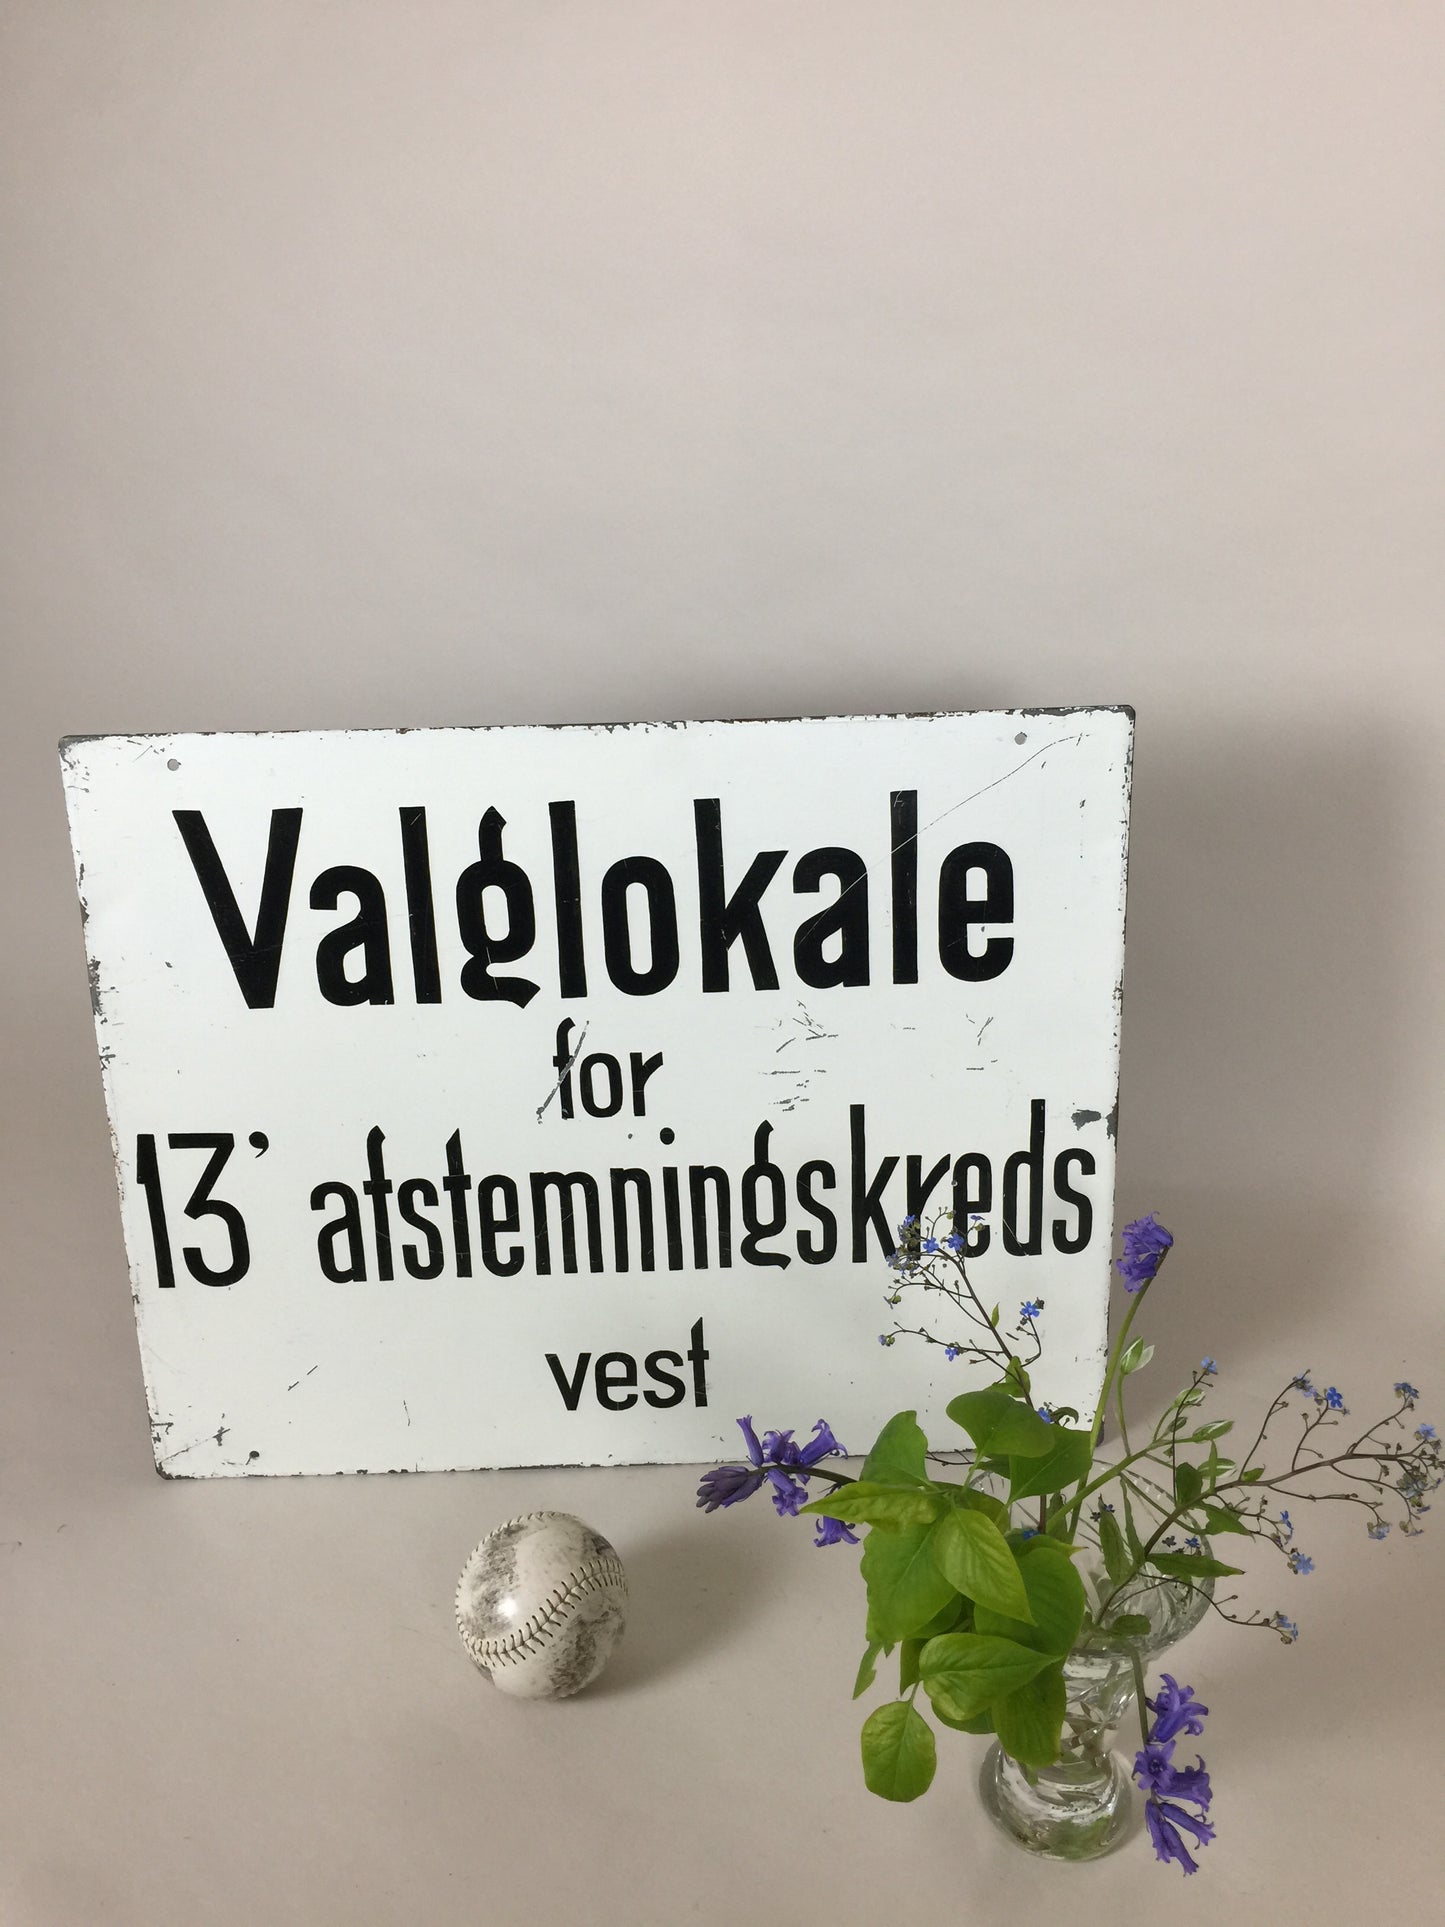 Valglokale
for
13' afstemningskreds
vest